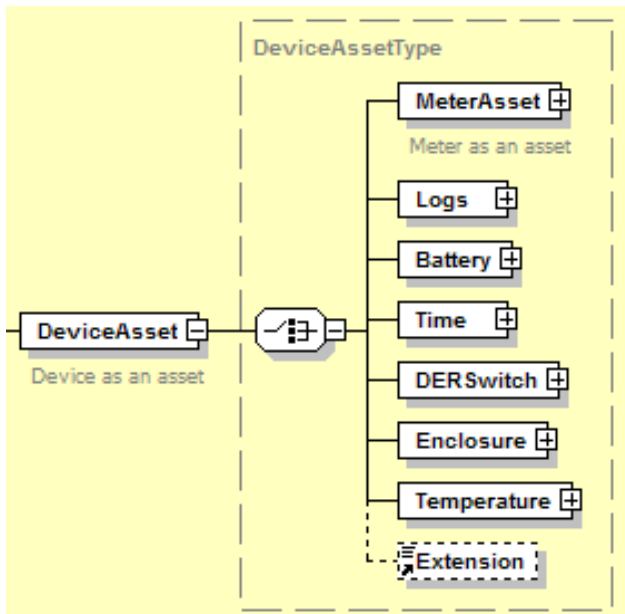 DeviceAssetType
MeterAsset
Meter as an asset
Logs
Battery
Time
DeviceAsset
Device as an asset
DERSwitch
Enclosure
Temperature
Extension